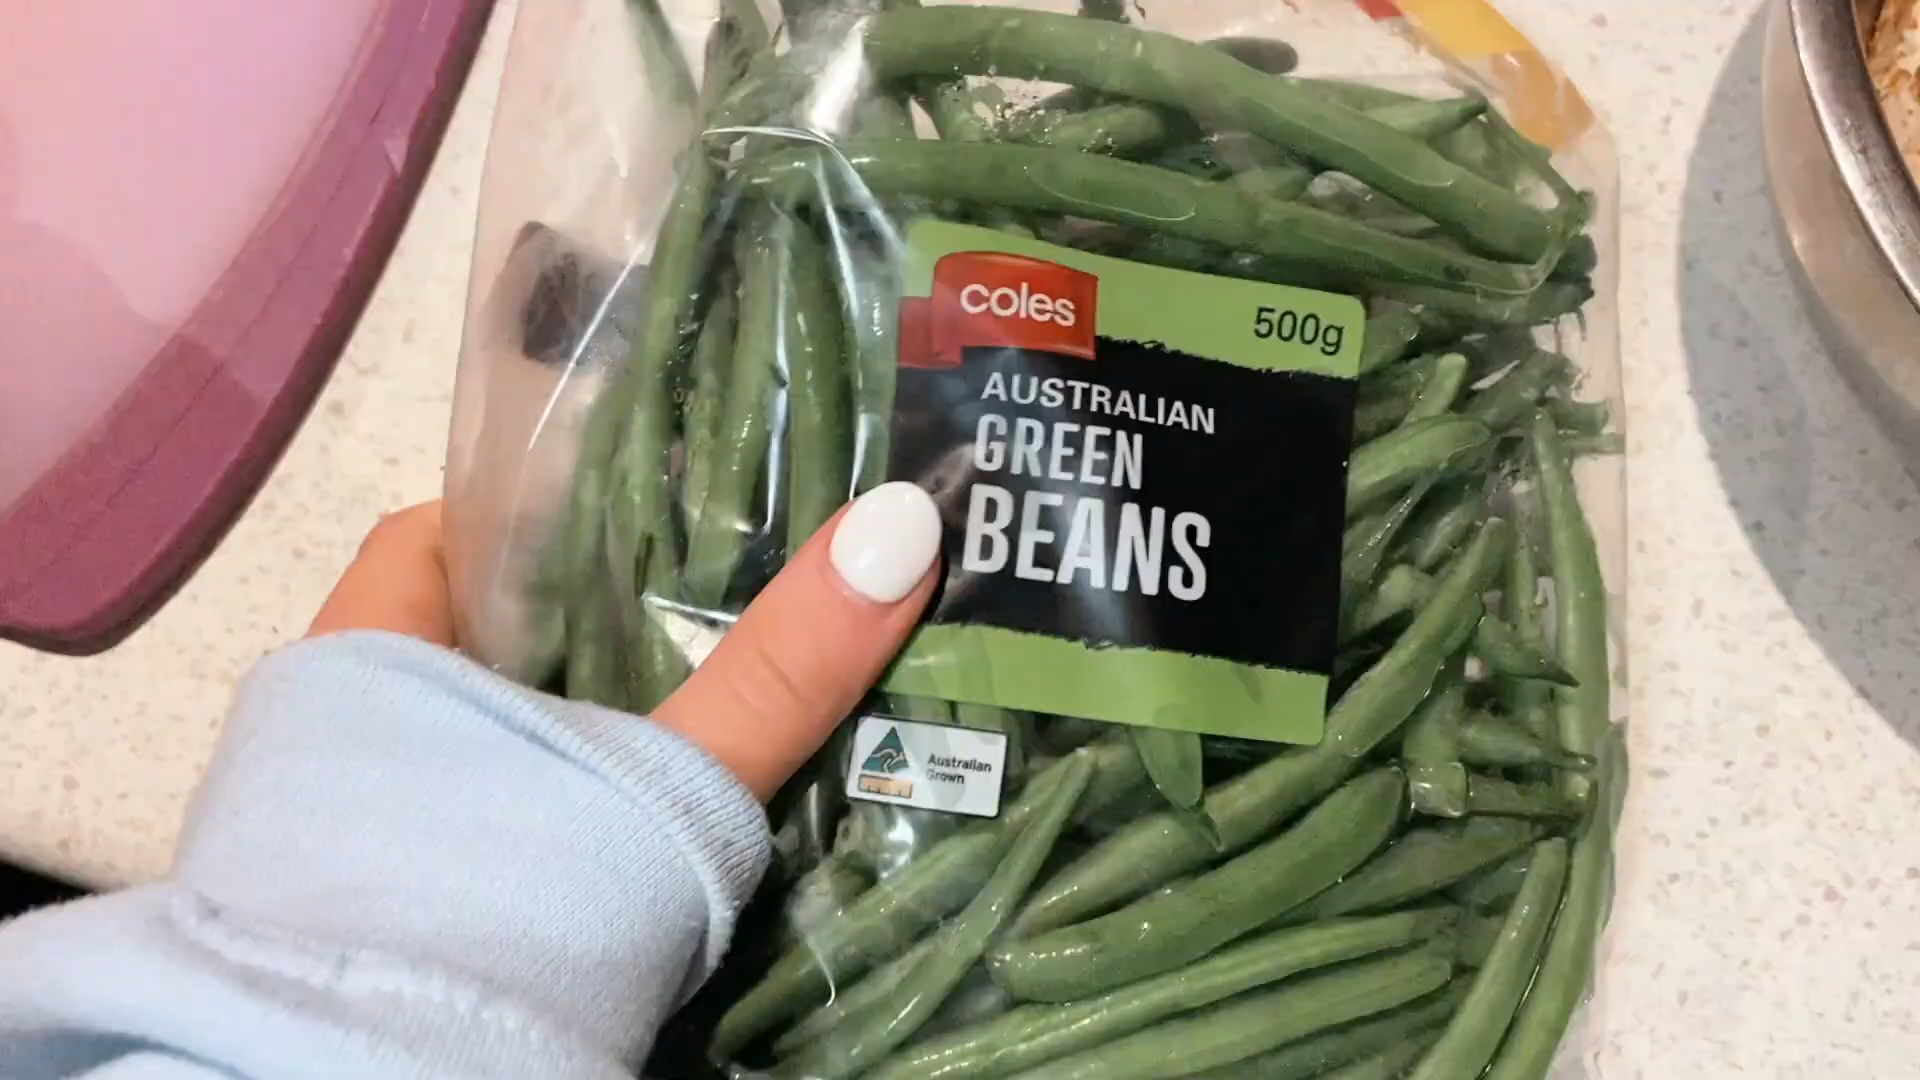 coles
500g
AUSTRALIAN
GREEN
BEANS
Australian
Grown